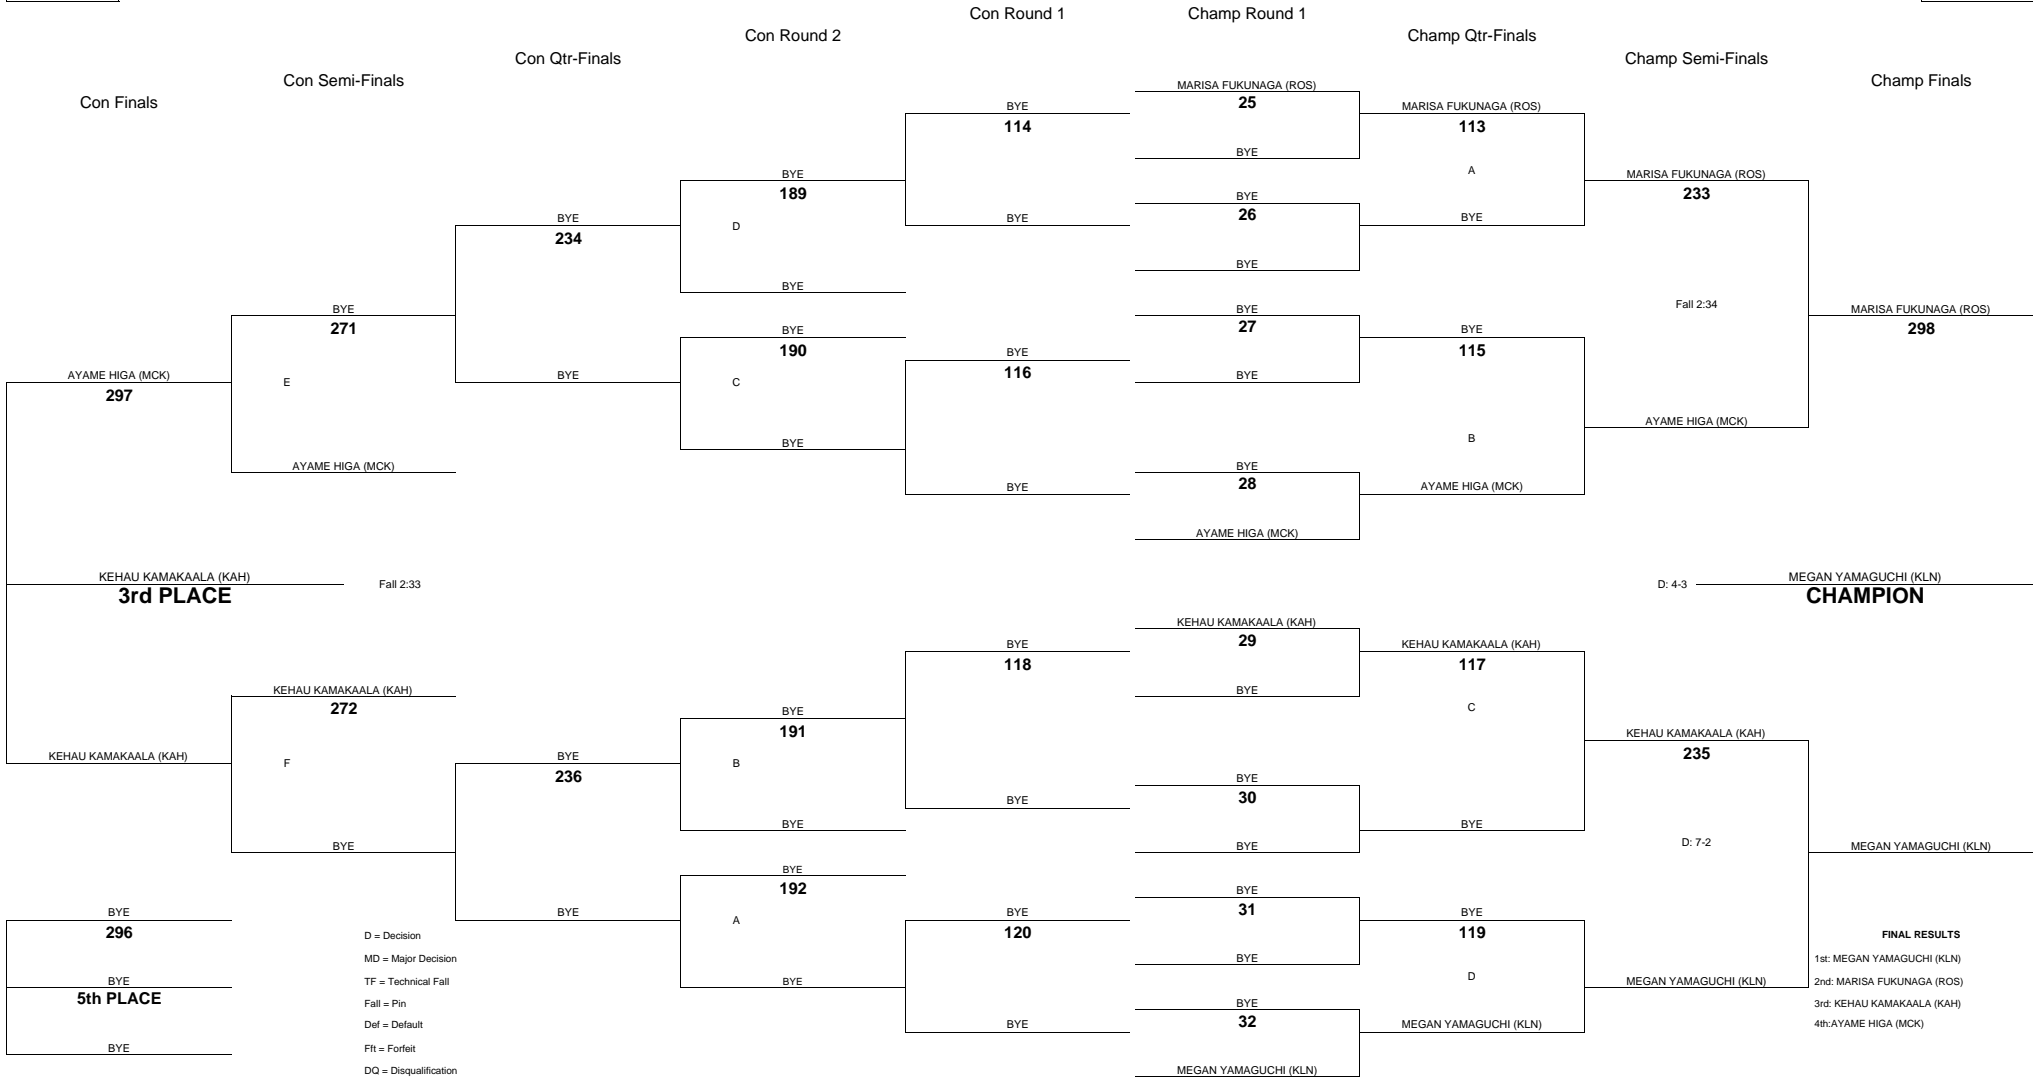 Con Round 1
Champ Round 1
Con Round 2
Champ Qtr-Finals
Con Qtr-Finals
Champ Semi-Finals
Con Semi-Finals
Champ Finals
Con Finals
MARISA FUKUNAGA (ROS)
25
BYE
BYE
26
BYE
BYE
27
BYE
BYE
28
AYAME HIGA (MCK)
KEHAU KAMAKAALA (KAH)
29
BYE
BYE
30
BYE
BYE
31
BYE
BYE
32
MEGAN YAMAGUCHI (KLN)
MARISA FUKUNAGA (ROS)
113
A
BYE
BYE
115
B
AYAME HIGA (MCK)
KEHAU KAMAKAALA (KAH)
117
C
BYE
BYE
119
D
MEGAN YAMAGUCHI (KLN)
MARISA FUKUNAGA (ROS)
233
Fall 2:34
AYAME HIGA (MCK)
KEHAU KAMAKAALA (KAH)
235
D: 7-2
MEGAN YAMAGUCHI (KLN)
MARISA FUKUNAGA (ROS)
298
D: 4-3
MEGAN YAMAGUCHI (KLN)
CHAMPION
MEGAN YAMAGUCHI (KLN)
BYE
114
BYE
BYE
116
BYE
BYE
118
BYE
BYE
120
BYE
BYE
189
D
BYE
BYE
190
C
BYE
BYE
191
B
BYE
BYE
192
A
BYE
BYE
234
BYE
BYE
236
BYE
BYE
271
E
AYAME HIGA (MCK)
KEHAU KAMAKAALA (KAH)
272
F
BYE
AYAME HIGA (MCK)
297
KEHAU KAMAKAALA (KAH)
3rd PLACE
Fall 2:33
KEHAU KAMAKAALA (KAH)
BYE
296
BYE
5th PLACE
BYE
D = Decision
MD = Major Decision
TF = Technical Fall
Fall = Pin
Def = Default
Fft = Forfeit
DQ = Disqualification
FINAL RESULTS
1st: MEGAN YAMAGUCHI (KLN)
2nd: MARISA FUKUNAGA (ROS)
3rd: KEHAU KAMAKAALA (KAH)
4th:AYAME HIGA (MCK)